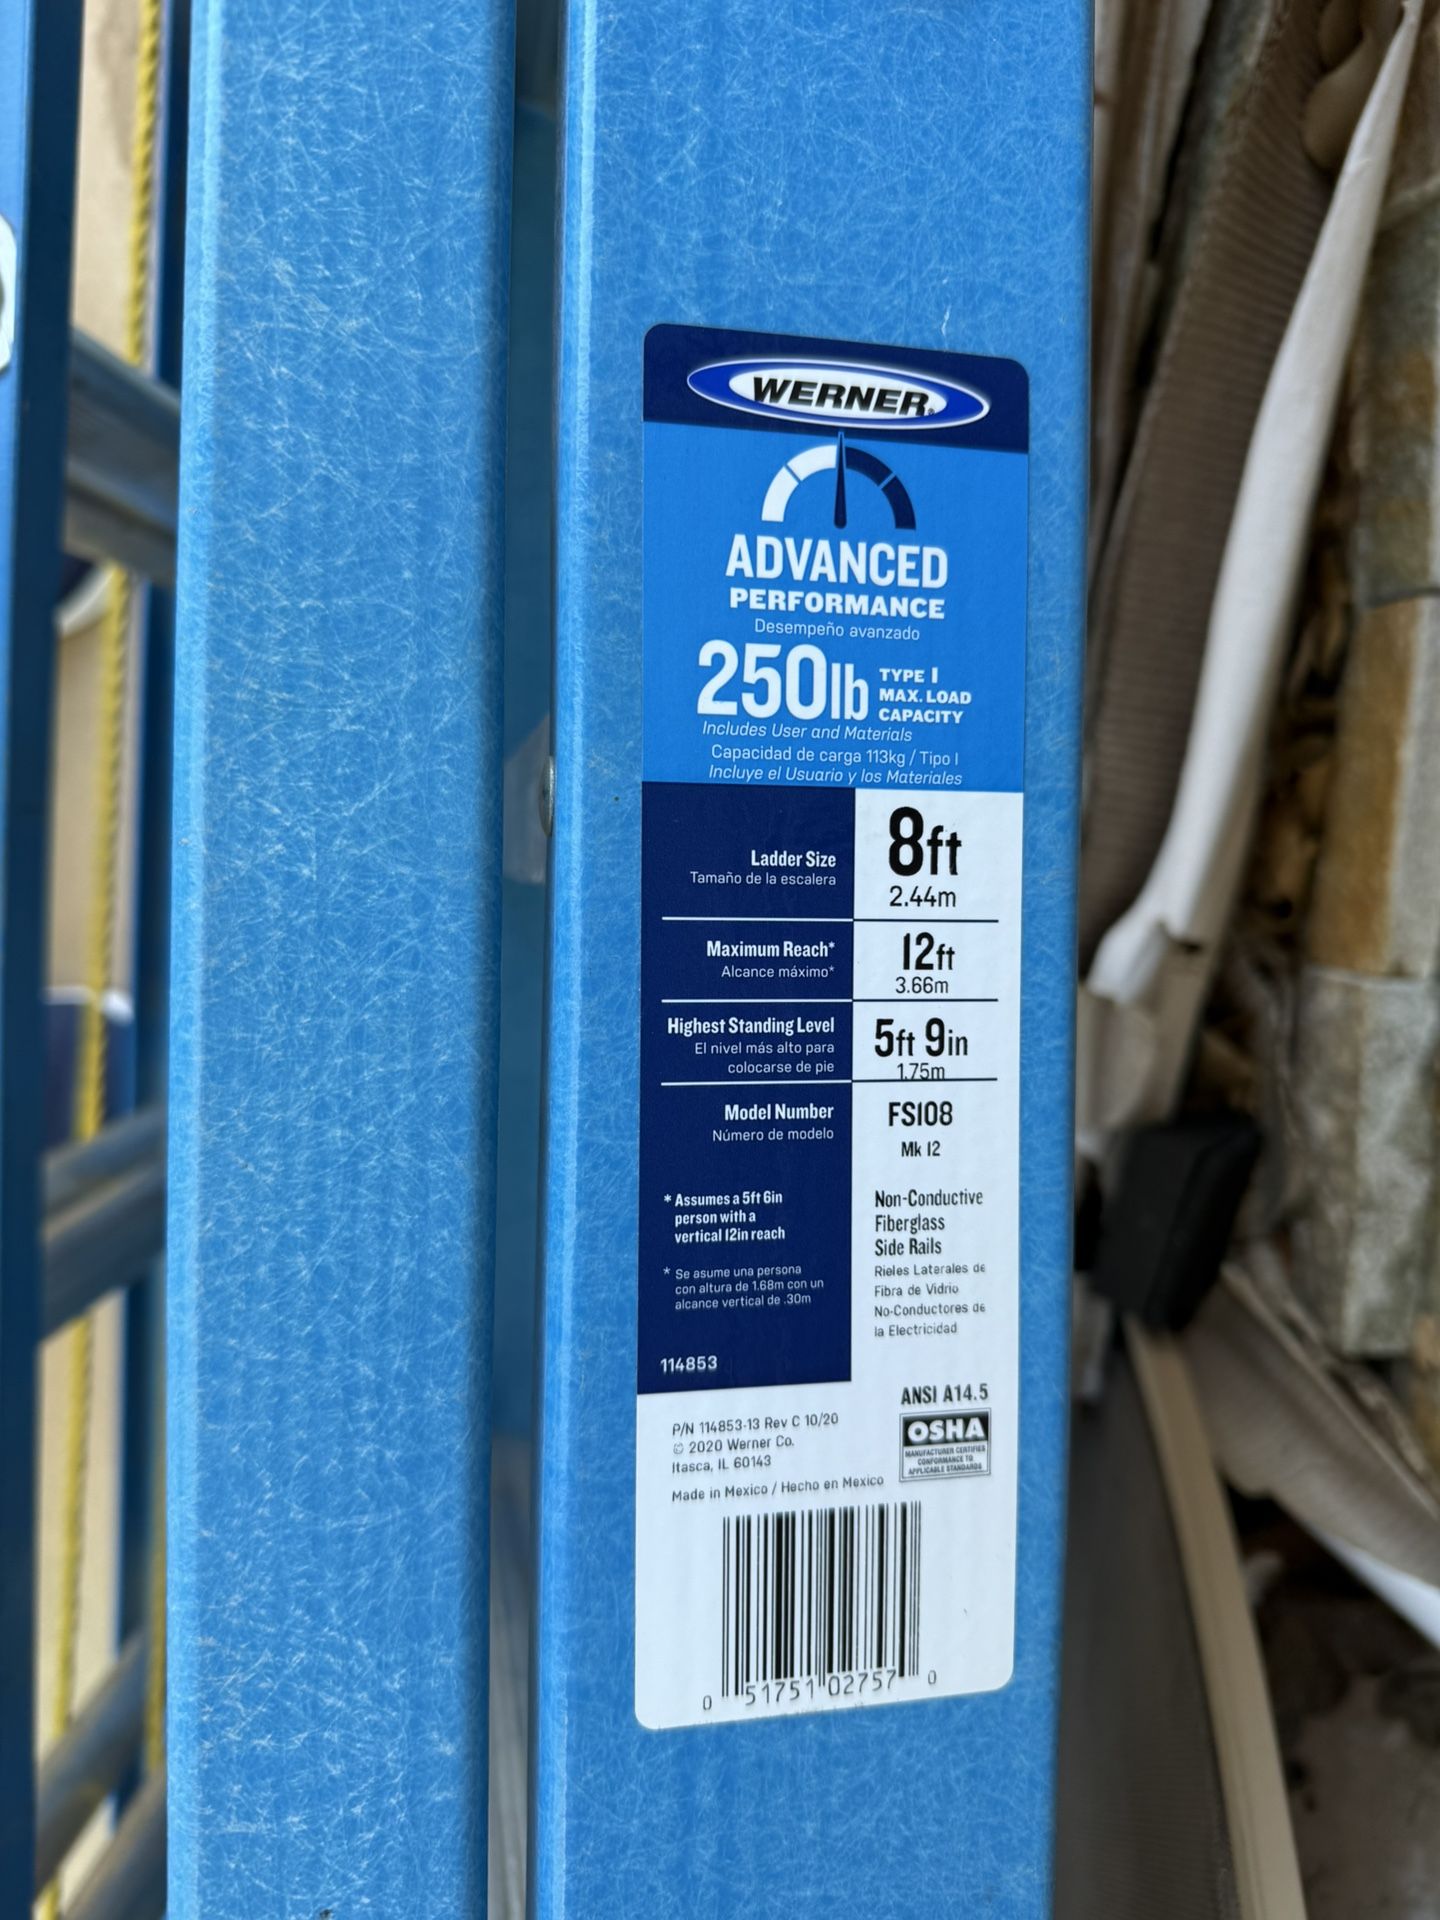 WERNER®
ADVANCED
PERFORMANCE
Desempeño avanzado
250lb TYPE I
MAX. LOAD
CAPACITY
Includes User and Materials
Capacidad de carga 113kg / Tipo I
Incluye el Usuario y los Materiales
Ladder Size
Tamaño de la escalera
8ft
2.44m
Maximum Reach*
Alcance máximo*
12ft
3.66m
Highest Standing Level
El nivel más alto para
colocarse de pie
5ft 9in
1.75m
Model Number
Número de modelo
FS108
Mk 12
* Assumes a 5ft 6in
person with a
vertical 12in reach
* Se asume una persona
con altura de 1.68m con un
alcance vertical de .30m
114853
Non-Conductive
Fiberglass
Side Rails
Rieles Laterales de
Fibra de Vidrio
No-Conductores de
la Electricidad
ANSI A14.5
OSHA
MANUFACTURER CERTIFIES
CONFORMANCE TO
APPLICABLE STANDARDS
P/N 114853-13 Rev C 10/20
© 2020 Werner Co.
Itasca, IL 60143
Made in Mexico / Hecho en Mexico
0 51751 02757 0